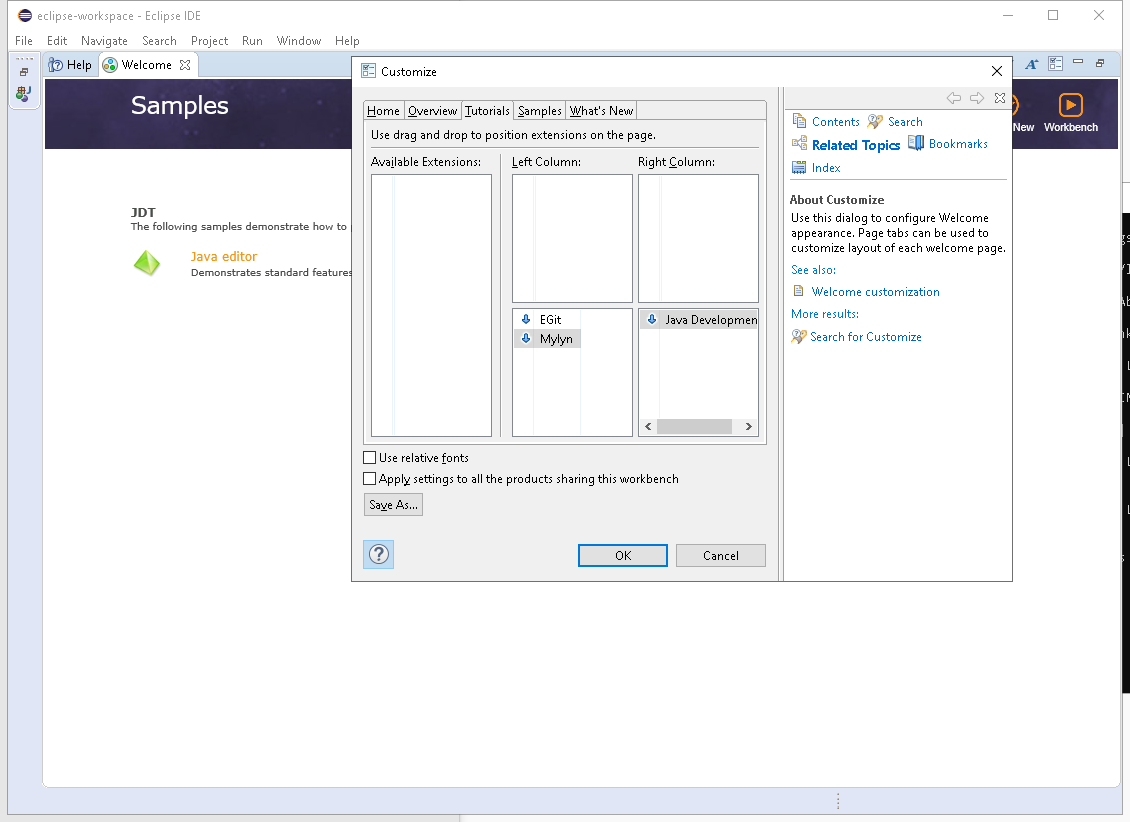 eclipse-workspace - Eclipse IDE
File Edit Navigate Search Project Run Window Help
Help Welcome
Samples
New Workbench
JDT
The following samples demonstrate how to
Java editor
Demonstrates standard features
Customize
Home Overview Tutorials Samples What's New
Use drag and drop to position extensions on the page.
Available Extensions: Left Column: Right Column:
EGit
Mylyn
Java Developmen
Use relative fonts
Apply settings to all the products sharing this workbench
Save As...
OK Cancel
Contents Search
Related Topics Bookmarks
Index
About Customize
Use this dialog to configure Welcome
appearance. Page tabs can be used to
customize layout of each welcome page.
See also:
Welcome customization
More results:
Search for Customize